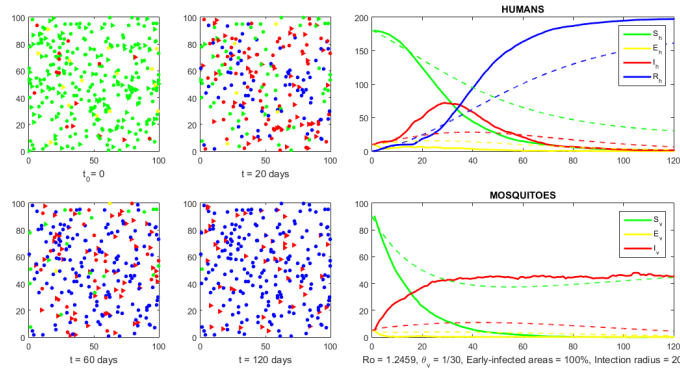 100
80
60
40
20
0
0 50 100
t₀= 0
100
80
60
40
20
0
0 50 100
t = 20 days
HUMANS
200
150
100
50
0
0 20 40 60 80 100 120
Sₕ
Eₕ
Iₕ
Rₕ
100
80
60
40
20
0
0 50 100
t = 60 days
100
80
60
40
20
0
0 50 100
t = 120 days
MOSQUITOES
100
80
60
40
20
0
0 20 40 60 80 100 120
Sᵥ
Eᵥ
Iᵥ
Ro = 1.2459, θᵥ = 1/30, Early-infected areas = 100%, Intection radius = 20